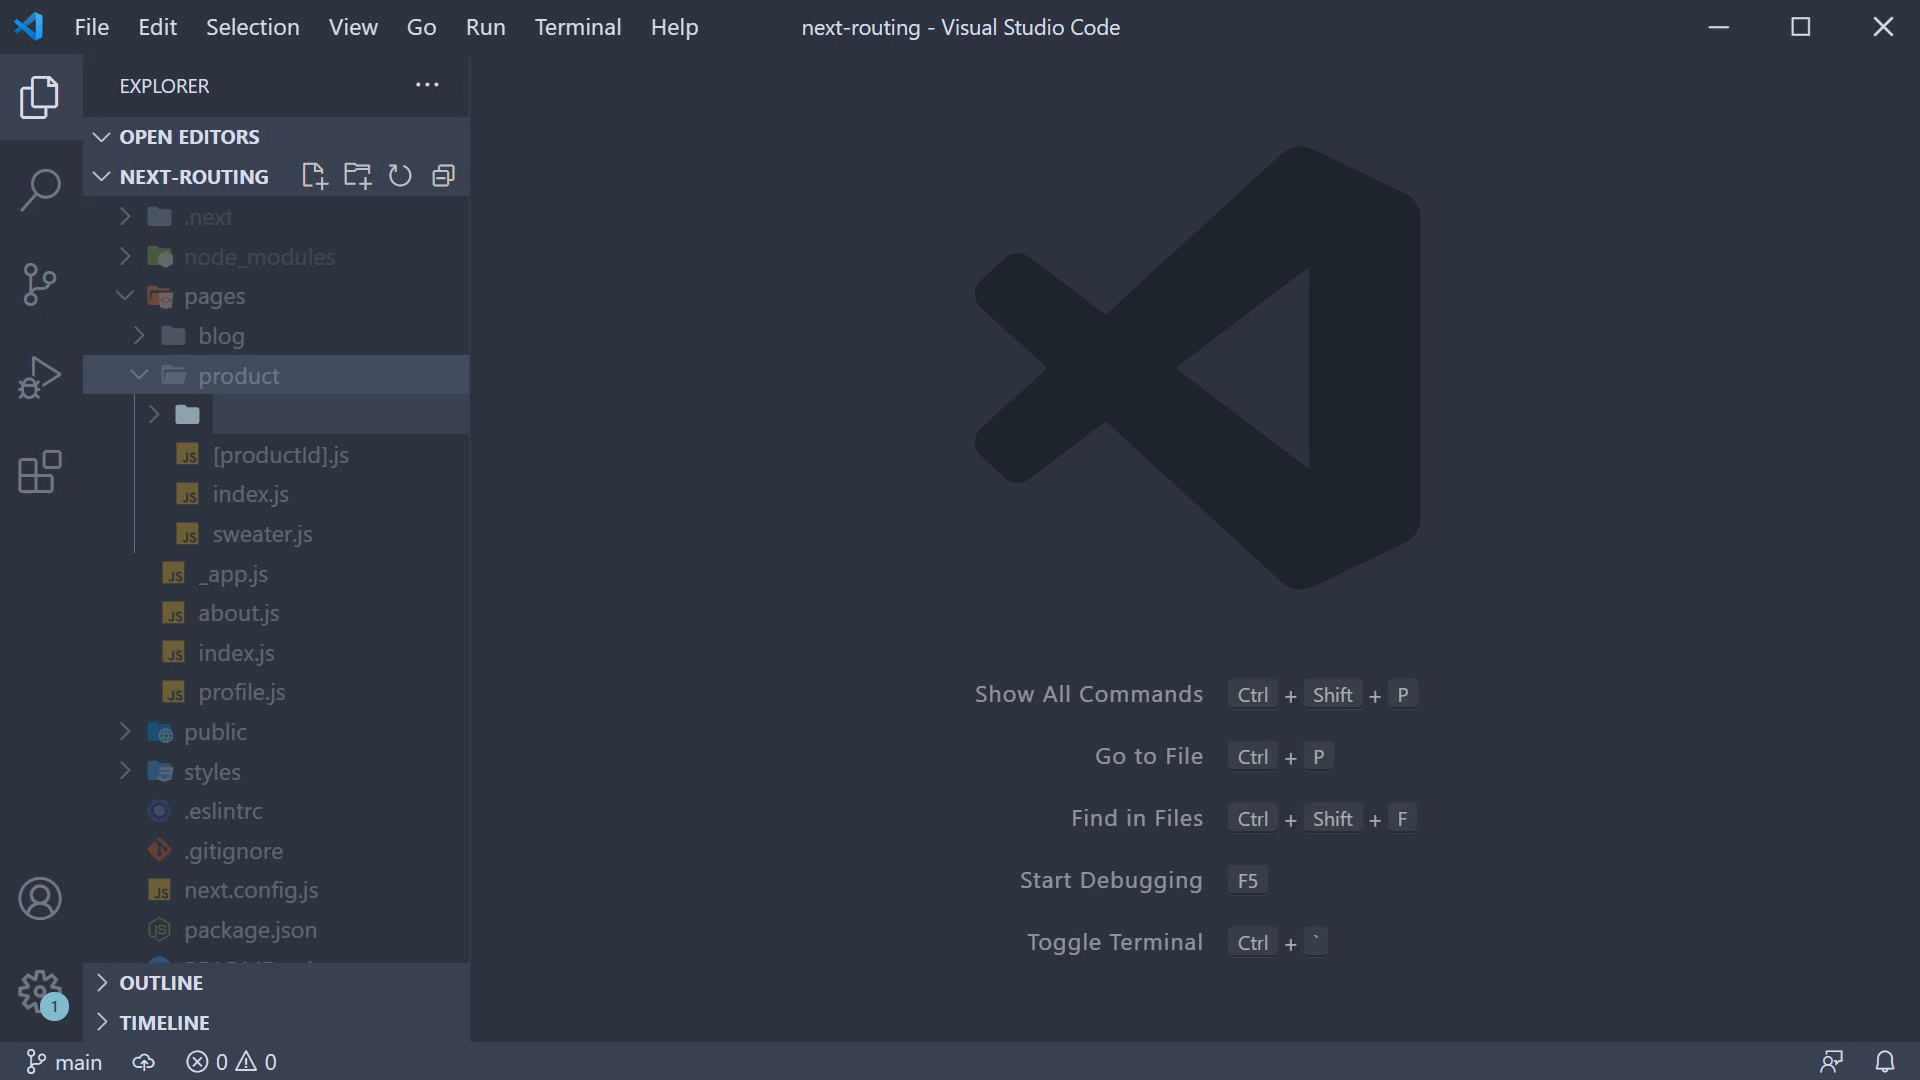 File Edit Selection View Go Run Terminal Help next-routing - Visual Studio Code
EXPLORER
OPEN EDITORS
NEXT-ROUTING
.next
node_modules
pages
blog
product
[productId].js
index.js
sweater.js
_app.js
about.js
index.js
profile.js
public
styles
.eslintrc
.gitignore
next.config.js
package.json
OUTLINE
TIMELINE
Show All Commands Ctrl + Shift + P
Go to File Ctrl + P
Find in Files Ctrl + Shift + F
Start Debugging F5
Toggle Terminal Ctrl + `
1
main 0 0